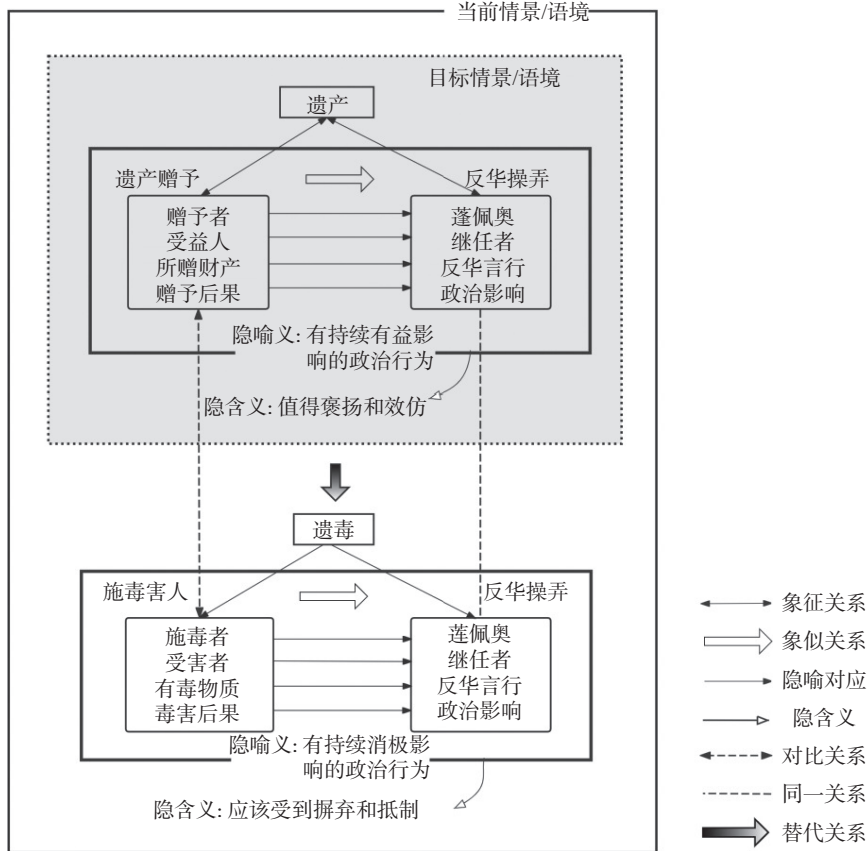 当前情景/语境
目标情景/语境
遗产
遗产赠予
反华操弄
赠予者
受益人
所赠财产
赠予后果
蓬佩奥
继任者
反华言行
政治影响
隐喻义: 有持续有益影
响的政治行为
隐含义: 值得褒扬和效仿
遗毒
施毒害人
反华操弄
施毒者
受害者
有毒物质
毒害后果
莲佩奥
继任者
反华言行
政治影响
隐喻义: 有持续消极影
响的政治行为
隐含义: 应该受到摒弃和抵制
象征关系
象似关系
隐喻对应
隐含义
对比关系
同一关系
替代关系